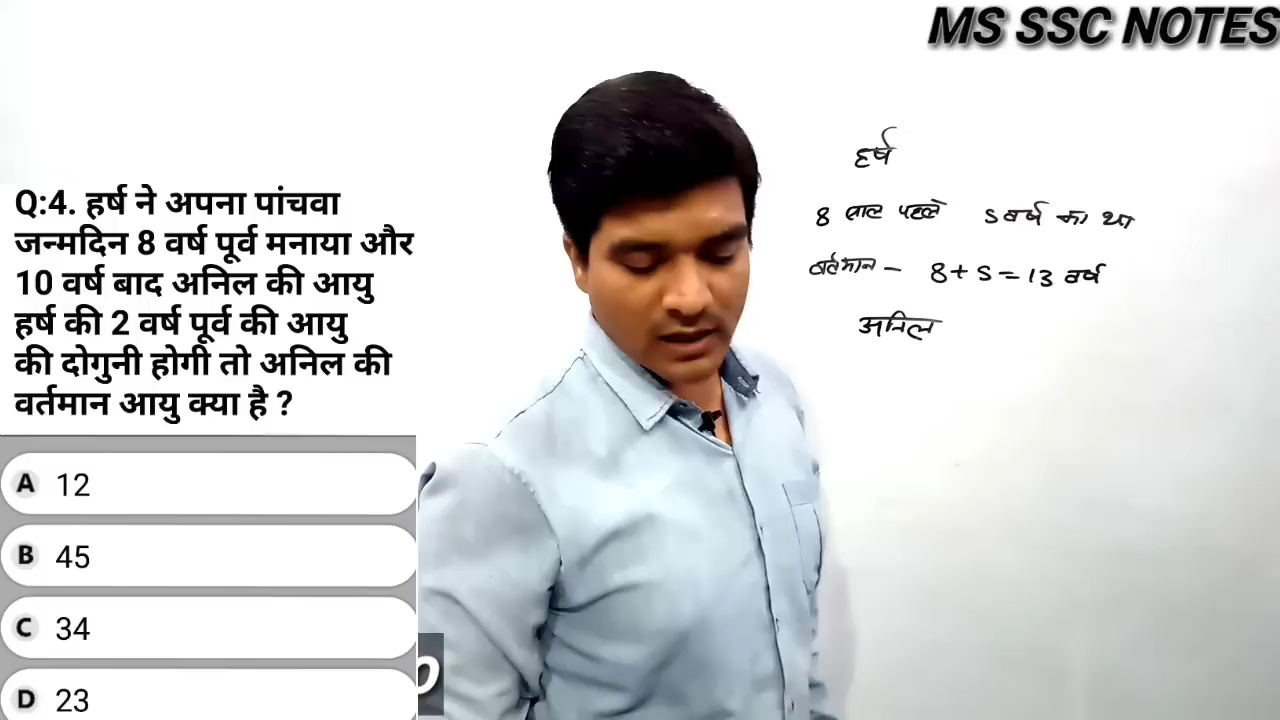 MS SSC NOTES
Q:4. हर्ष ने अपना पांचवा
जन्मदिन 8 वर्ष पूर्व मनाया और
10 वर्ष बाद अनिल की आयु
हर्ष की 2 वर्ष पूर्व की आयु
की दोगुनी होगी तो अनिल की
वर्तमान आयु क्या है ?
A 12
B 45
C 34
D 23
हर्ष
8 साल पहले 5 वर्ष का था
वर्तमान - 8 + 5 = 13 वर्ष
अनिल